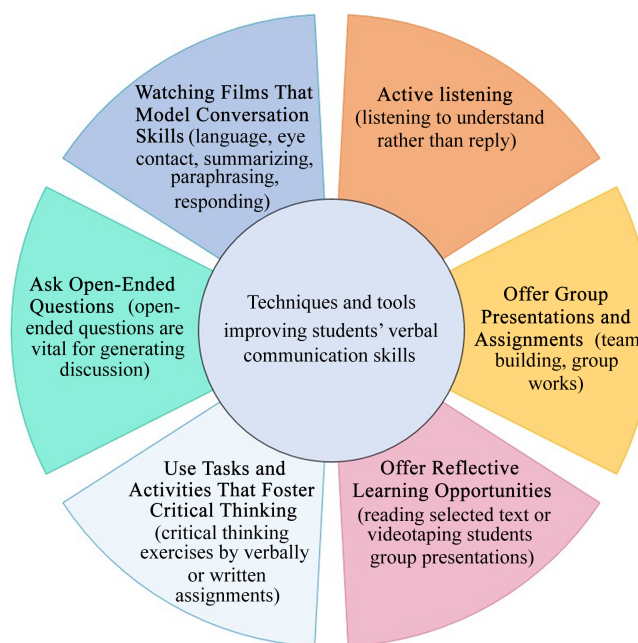 Watching Films That
Model Conversation
Skills (language, eye
contact, summarizing,
paraphrasing,
responding)
Active listening
(listening to understand
rather than reply)
Ask Open-Ended
Questions (open-
ended questions are
vital for generating
discussion)
Techniques and tools
improving students’ verbal
communication skills
Offer Group
Presentations and
Assignments (team
building, group
works)
Use Tasks and
Activities That Foster
Critical Thinking
(critical thinking
exercises by verbally
or written
assignments)
Offer Reflective
Learning Opportunities
(reading selected text or
videotaping students
group presentations)